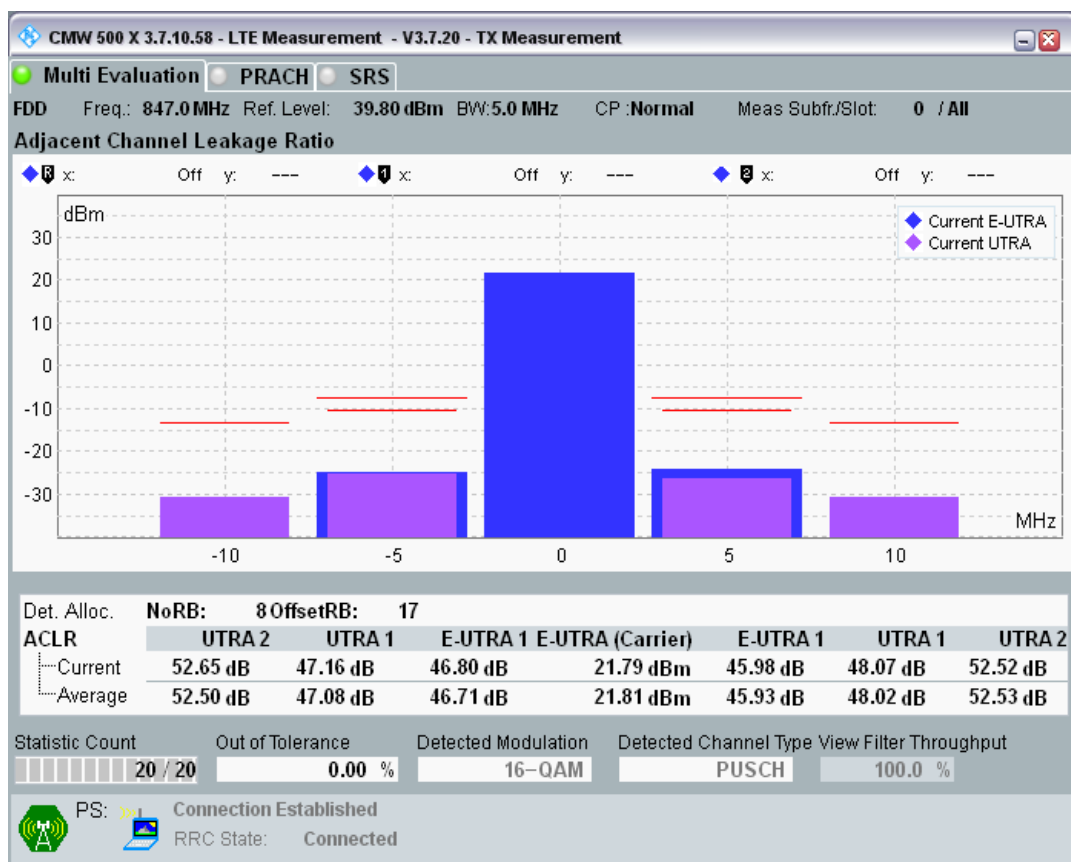 CMW 500 X 3.7.10.58 - LTE Measurement - V3.7.20 - TX Measurement
Multi Evaluation PRACH SRS
FDD Freq.: 847.0 MHz Ref. Level: 39.80 dBm BW:5.0 MHz CP :Normal Meas Subfr./Slot: 0 / All
Adjacent Channel Leakage Ratio
R x: Off y: --- 1 x: Off y: --- 2 x: Off y: ---
dBm
Current E-UTRA
Current UTRA
30
20
10
0
-10
-20
-30
MHz
-10 -5 0 5 10
Det. Alloc. NoRB: 8 OffsetRB: 17
ACLR UTRA 2 UTRA 1 E-UTRA 1 E-UTRA (Carrier) E-UTRA 1 UTRA 1 UTRA 2
Current 52.65 dB 47.16 dB 46.80 dB 21.79 dBm 45.98 dB 48.07 dB 52.52 dB
Average 52.50 dB 47.08 dB 46.71 dB 21.81 dBm 45.93 dB 48.02 dB 52.53 dB
Statistic Count Out of Tolerance Detected Modulation Detected Channel Type View Filter Throughput
20 / 20 0.00 % 16-QAM PUSCH 100.0 %
PS: Connection Established
RRC State: Connected